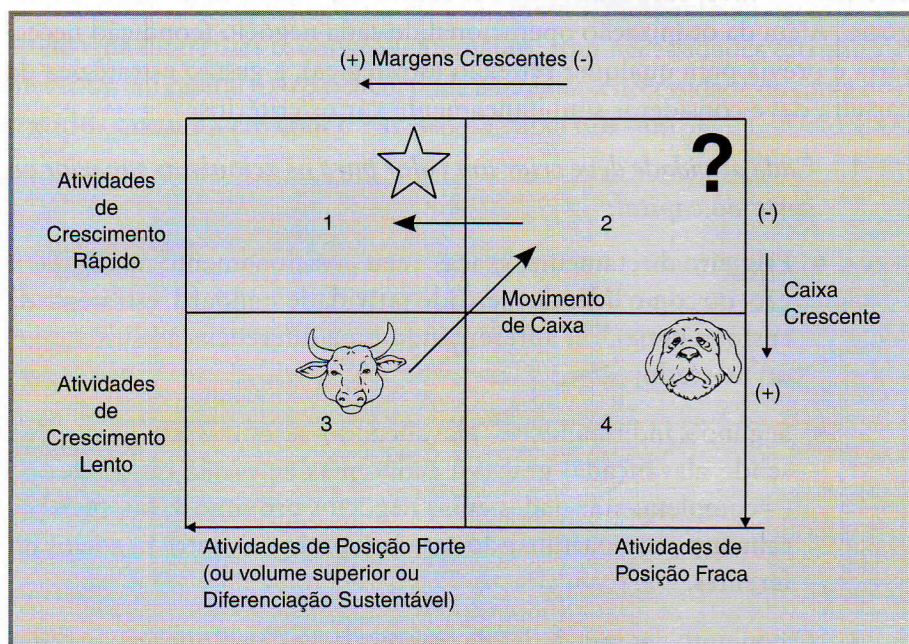 (+) Margens Crescentes (-)
Atividades
de
Crescimento
Rápido
1
?
2
(-)
Caixa
Crescente
(+)
Movimento
de Caixa
Atividades
de
Crescimento
Lento
3
4
Atividades de Posição Forte
(ou volume superior ou
Diferenciação Sustentável)
Atividades de
Posição Fraca